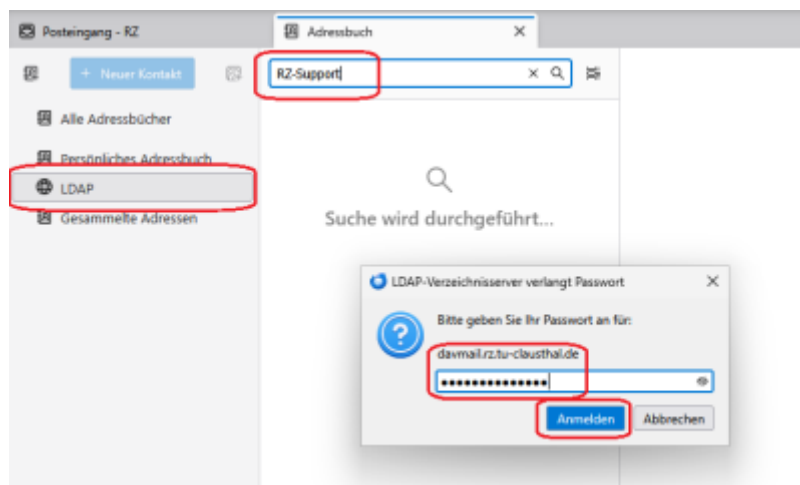 Posteingang - RZ
Adressbuch
+ Neuer Kontakt
RZ-Support
Alle Adressbücher
Persönliches Adressbuch
LDAP
Gesammelte Adressen
Suche wird durchgeführt...
LDAP-Verzeichnisserver verlangt Passwort
Bitte geben Sie Ihr Passwort an für:
davmail.rz.tu-clausthal.de
••••••••••••••
Anmelden Abbrechen